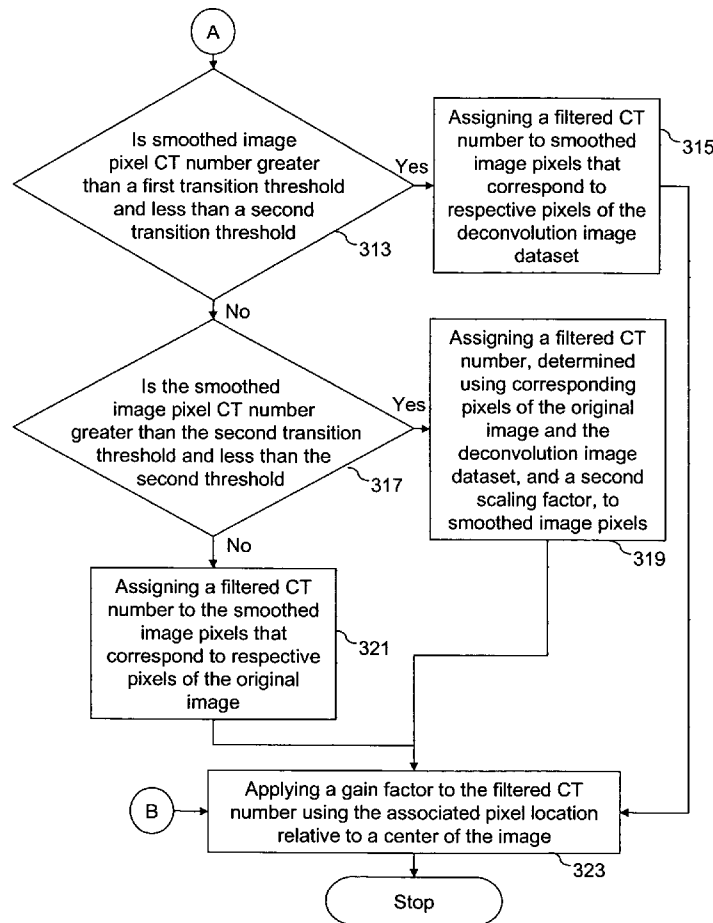 A
Is smoothed image
pixel CT number greater
than a first transition threshold
and less than a second
transition threshold
313
Yes
Assigning a filtered CT
number to smoothed
image pixels that
correspond to
respective pixels of the
deconvolution image
dataset
315
No
Is the smoothed
image pixel CT number
greater than the second transition
threshold and less than the
second threshold
317
Yes
Assigning a filtered CT
number, determined
using corresponding
pixels of the original
image and the
deconvolution image
dataset, and a second
scaling factor, to
smoothed image pixels
319
No
Assigning a filtered CT
number to the smoothed
image pixels that
correspond to respective
pixels of the original
image
321
B
Applying a gain factor to the filtered CT
number using the associated pixel location
relative to a center of the image
323
Stop